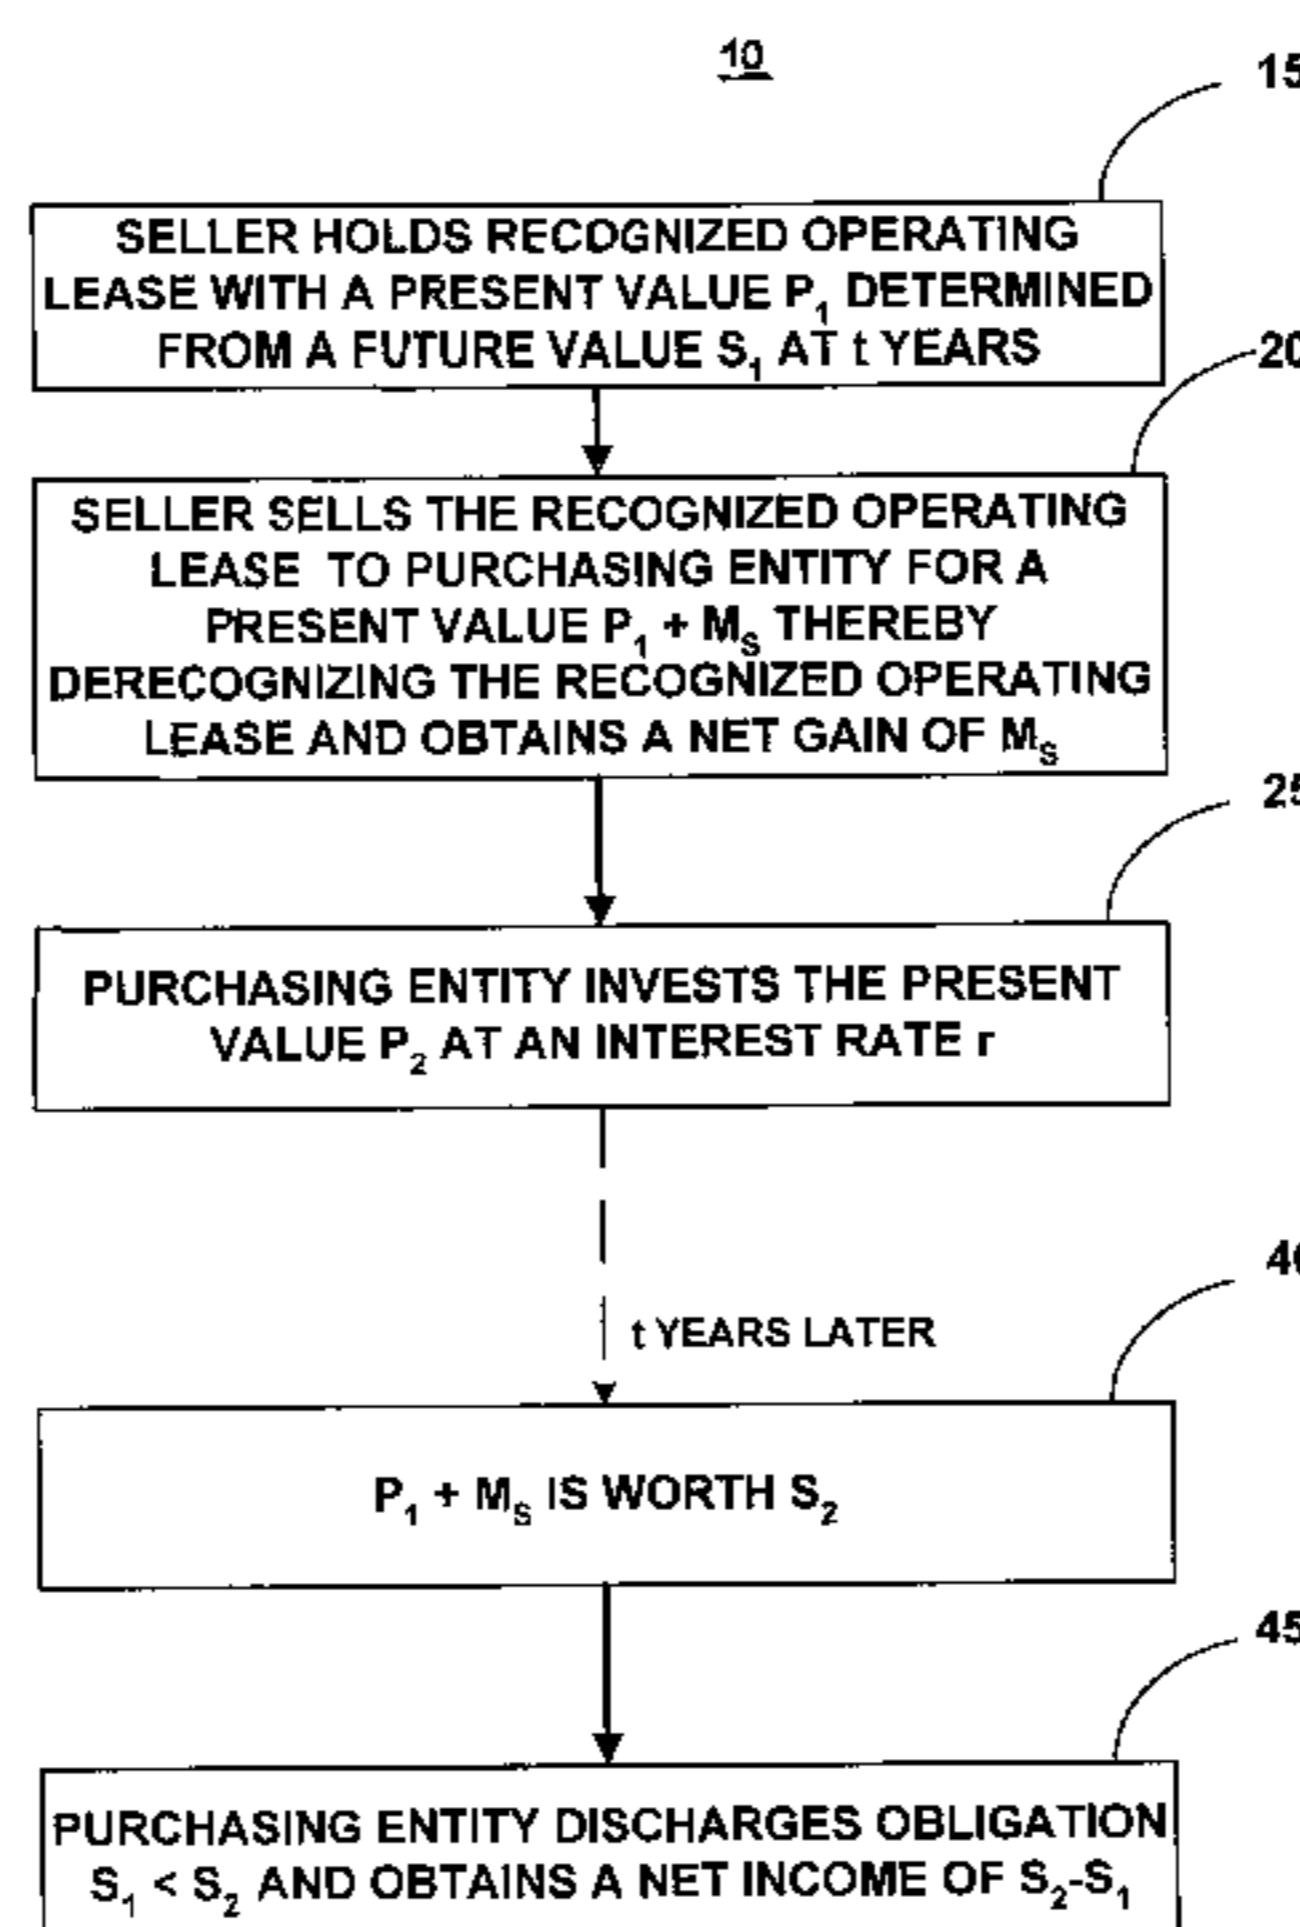 10
15
SELLER HOLDS RECOGNIZED OPERATING
LEASE WITH A PRESENT VALUE P₁ DETERMINED
FROM A FUTURE VALUE S₁ AT t YEARS
20
SELLER SELLS THE RECOGNIZED OPERATING
LEASE TO PURCHASING ENTITY FOR A
PRESENT VALUE P₁ + Mₛ THEREBY
DERECOGNIZING THE RECOGNIZED OPERATING
LEASE AND OBTAINS A NET GAIN OF Mₛ
25
PURCHASING ENTITY INVESTS THE PRESENT
VALUE P₂ AT AN INTEREST RATE r
t YEARS LATER
40
P₁ + Mₛ IS WORTH S₂
45
PURCHASING ENTITY DISCHARGES OBLIGATION
S₁ < S₂ AND OBTAINS A NET INCOME OF S₂-S₁